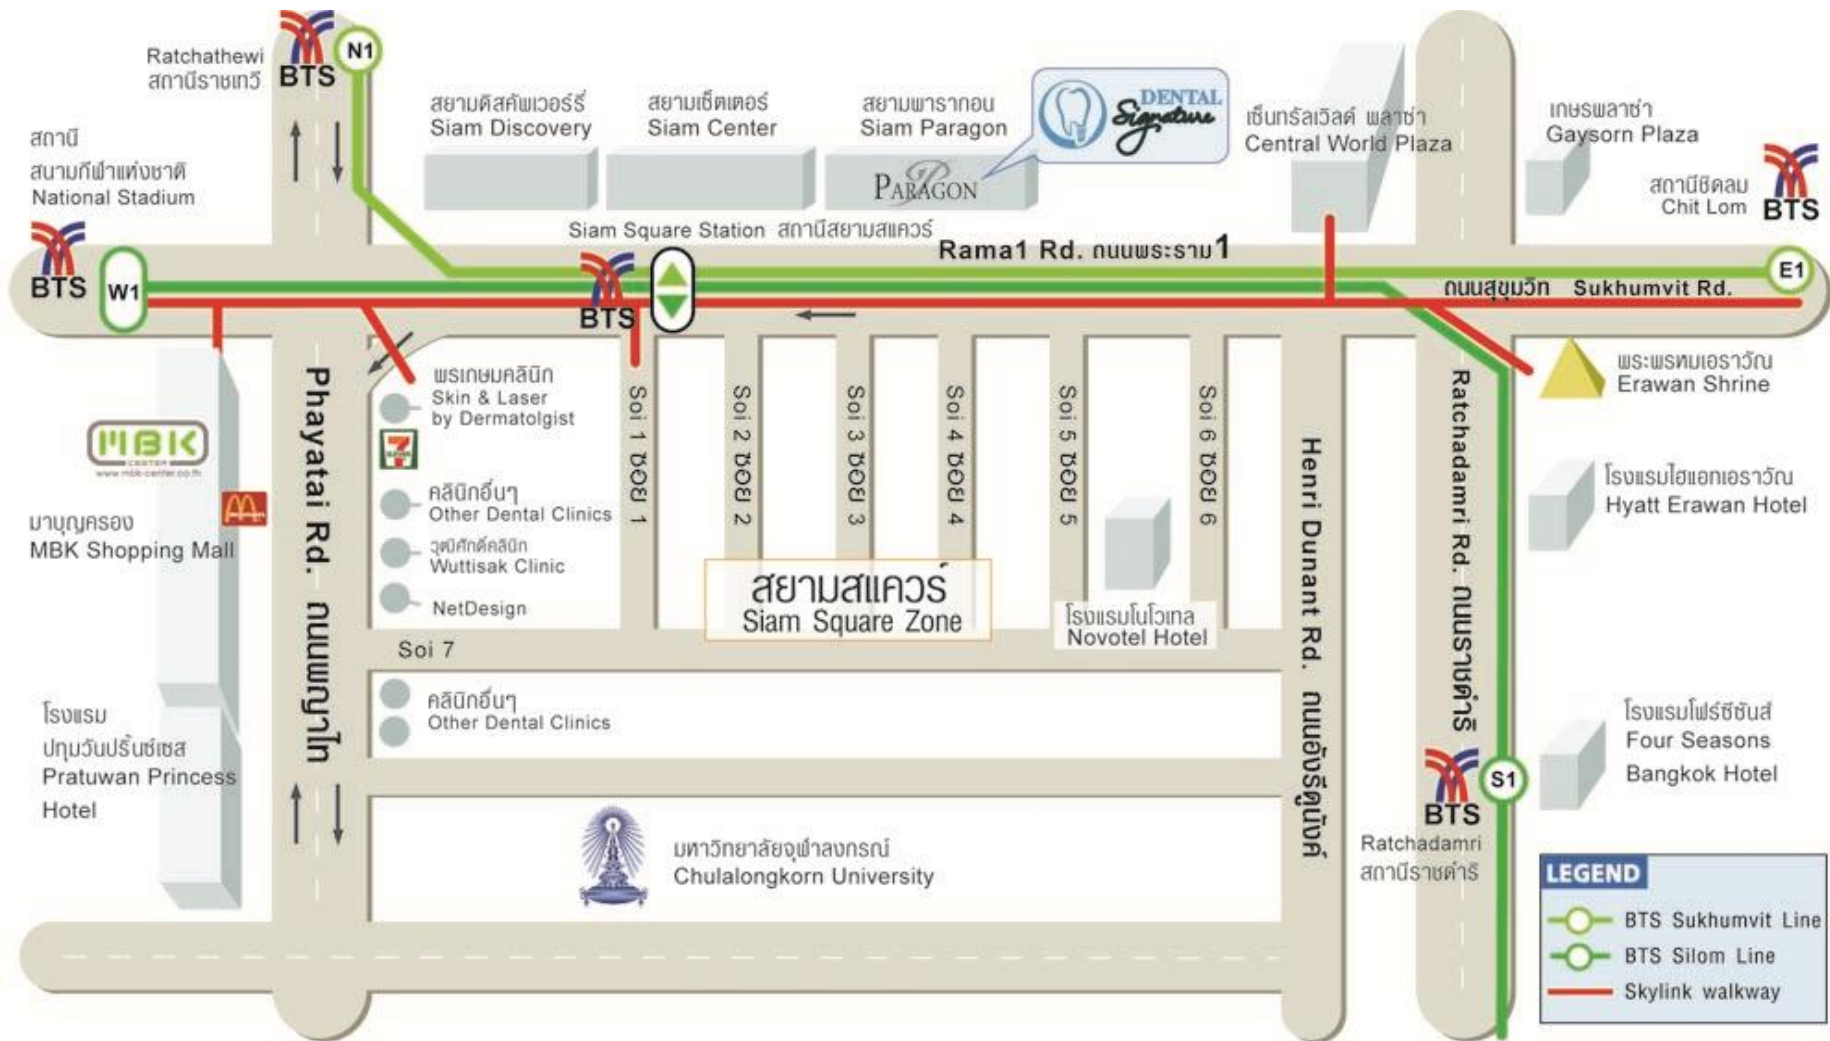 Ratchathewi
สถานีราชเทวี
BTS
N1
สถานี
สนามกีฬาแห่งชาติ
National Stadium
BTS
W1
สยามดิสคัพเวอร์รี่
Siam Discovery
สยามเซ็ตเตอร์
Siam Center
สยามพารากอน
Siam Paragon
PARAGON
DENTAL
Signature
เซ็นทรัลเวิลด์ พลาซ่า
Central World Plaza
เกษรพลาซ่า
Gaysorn Plaza
สถานีชิดลม
Chit Lom
BTS
Siam Square Station สถานีสยามสแควร์
BTS
Rama1 Rd. ถนนพระราม1
E1
ถนนสุขุมวิท Sukhumvit Rd.
พระพรหมเอราวัณ
Erawan Shrine
MBK
CENTER
www.mbk-center.co.th
มาบุญครอง
MBK Shopping Mall
Phayatai Rd. ถนนพญาไท
พรเกษมคลินิก
Skin & Laser
by Dermatolgist
7
ELEVEN
คลินิกอื่นๆ
Other Dental Clinics
วุฒิศักดิ์คลินิก
Wuttisak Clinic
NetDesign
Soi 1 ซอย 1
Soi 2 ซอย 2
Soi 3 ซอย 3
Soi 4 ซอย 4
Soi 5 ซอย 5
Soi 6 ซอย 6
สยามสแควร์
Siam Square Zone
โรงแรมโนโวเทล
Novotel Hotel
Henri Dunant Rd. ถนนอังรีดูนังต์
Ratchadamri Rd. ถนนราชดำริ
โรงแรมไฮแอทเอราวัณ
Hyatt Erawan Hotel
Soi 7
คลินิกอื่นๆ
Other Dental Clinics
โรงแรม
ปทุมวันปริ้นซ์เซส
Pratuwan Princess
Hotel
มหาวิทยาลัยจุฬาลงกรณ์
Chulalongkorn University
โรงแรมโฟร์ซีซันส์
Four Seasons
Bangkok Hotel
BTS
S1
Ratchadamri
สถานีราชดำริ
LEGEND
BTS Sukhumvit Line
BTS Silom Line
Skylink walkway